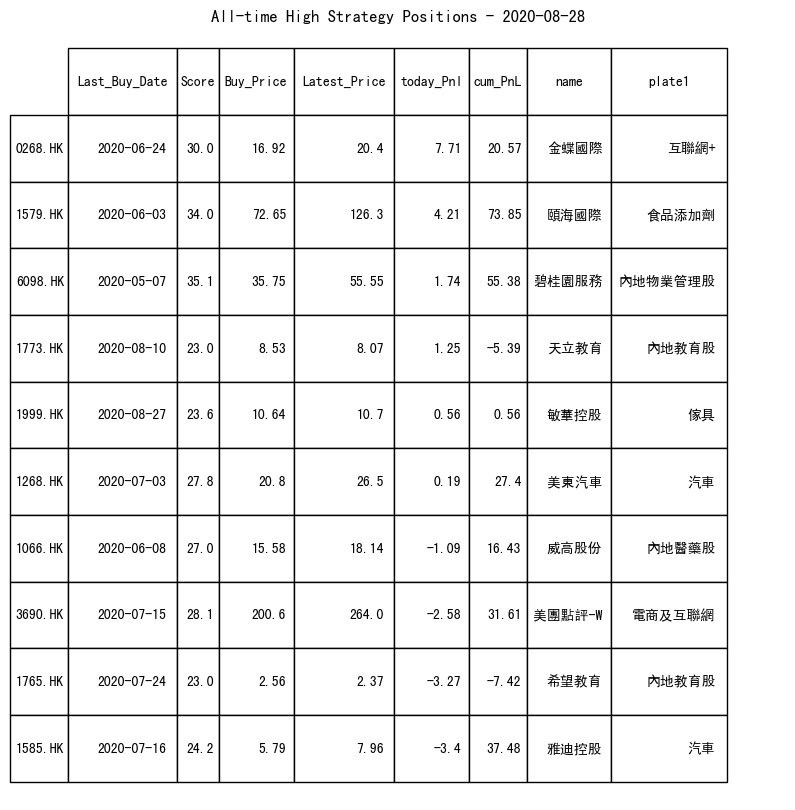 All-time High Strategy Positions - 2020-08-28
Last_Buy_Date Score Buy_Price Latest_Price today_Pnl cum_PnL name plate1
0268.HK 2020-06-24 30.0 16.92 20.4 7.71 20.57 金蝶國際 互聯網+
1579.HK 2020-06-03 34.0 72.65 126.3 4.21 73.85 頤海國際 食品添加劑
6098.HK 2020-05-07 35.1 35.75 55.55 1.74 55.38 碧桂園服務 內地物業管理股
1773.HK 2020-08-10 23.0 8.53 8.07 1.25 -5.39 天立教育 內地教育股
1999.HK 2020-08-27 23.6 10.64 10.7 0.56 0.56 敏華控股 傢具
1268.HK 2020-07-03 27.8 20.8 26.5 0.19 27.4 美東汽車 汽車
1066.HK 2020-06-08 27.0 15.58 18.14 -1.09 16.43 威高股份 內地醫藥股
3690.HK 2020-07-15 28.1 200.6 264.0 -2.58 31.61 美團點評-W 電商及互聯網
1765.HK 2020-07-24 23.0 2.56 2.37 -3.27 -7.42 希望教育 內地教育股
1585.HK 2020-07-16 24.2 5.79 7.96 -3.4 37.48 雅迪控股 汽車